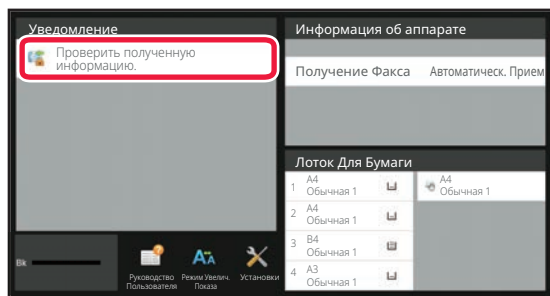 Уведомление
Проверить полученную
информацию.
Информация об аппарате
Получение Факса Автоматическ. Прием
Лоток Для Бумаги
1 A4
Обычная 1
2 A4
Обычная 1
3 B4
Обычная 1
4 A3
Обычная 1
A4
Обычная 1
Bk
Руководство
Пользователя
Режим Увелич.
Показа
Установки